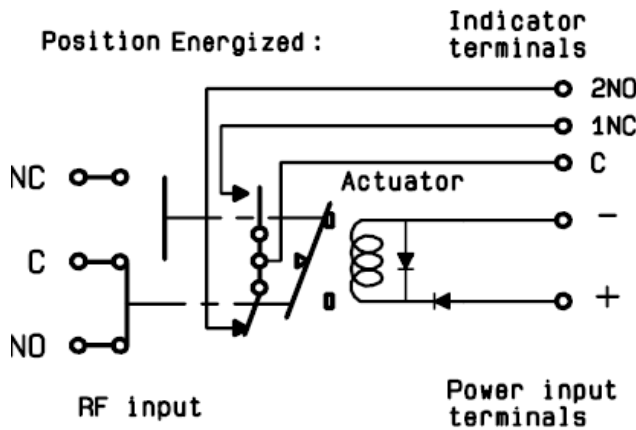 Position Energized :
Indicator
terminals
2NO
1NC
C
NC
Actuator
-
C
+
NO
RF input
Power input
terminals